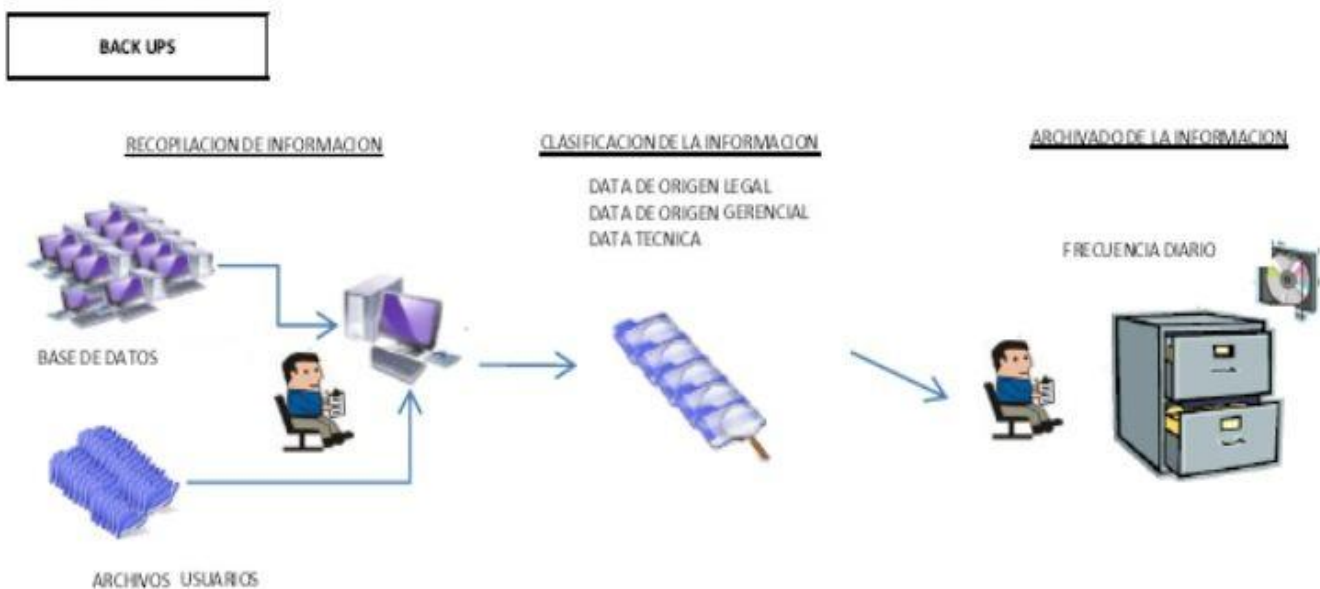 BACK UPS
RECOPILACION DE INFORMACION
CLASIFICACION DE LA INFORMACION
ARCHIVADO DE LA INFORMACION
DATA DE ORIGEN LEGAL
DATA DE ORIGEN GERENCIAL
DATA TECNICA
FRECUENCIA DIARIO
BASE DE DATOS
ARCHIVOS USUARIOS